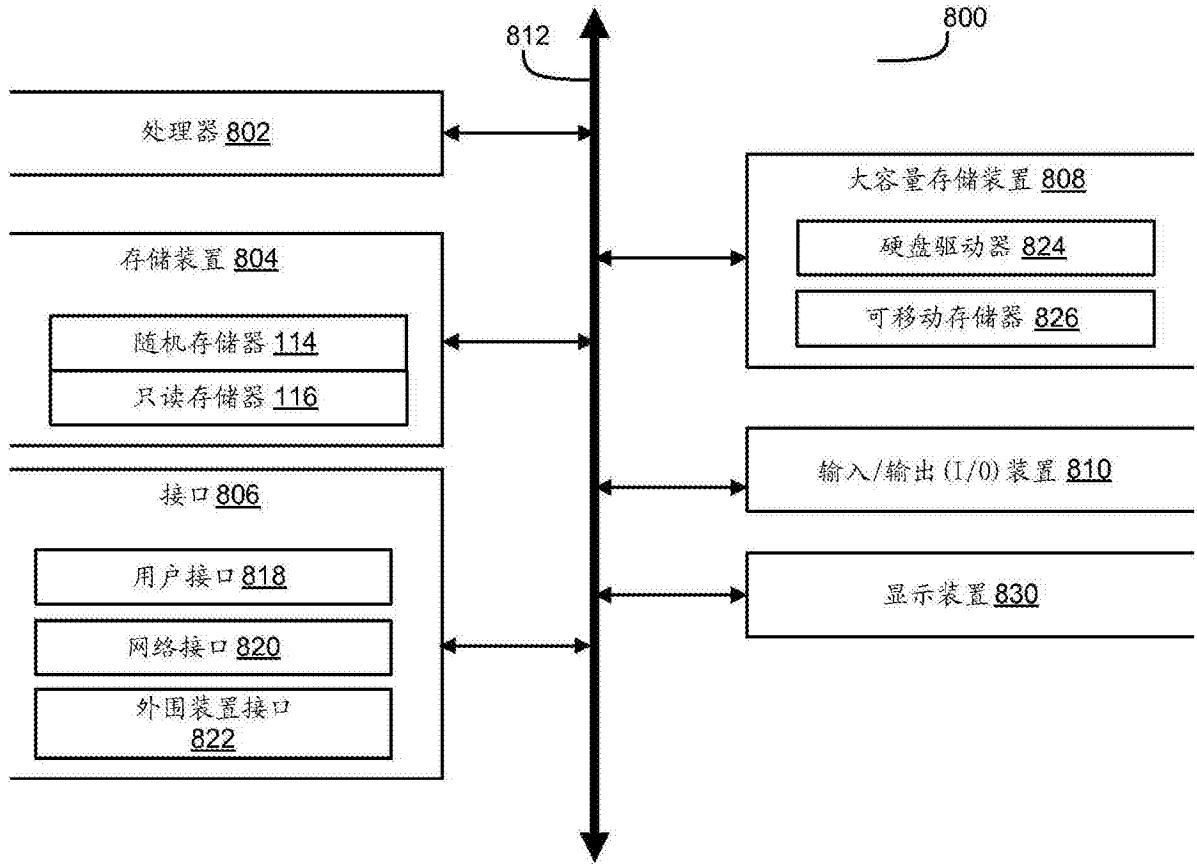 800
812
处理器 802
存储装置 804
随机存储器 114
只读存储器 116
接口 806
用户接口 818
网络接口 820
外围装置接口
822
大容量存储装置 808
硬盘驱动器 824
可移动存储器 826
输入/输出(I/O)装置 810
显示装置 830